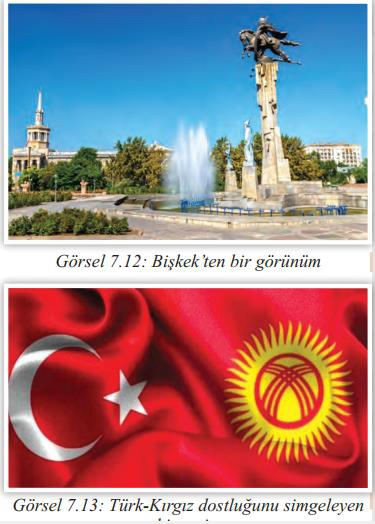 Görsel 7.12: Bişkek’ten bir görünüm
Görsel 7.13: Türk-Kırgız dostluğunu simgeleyen